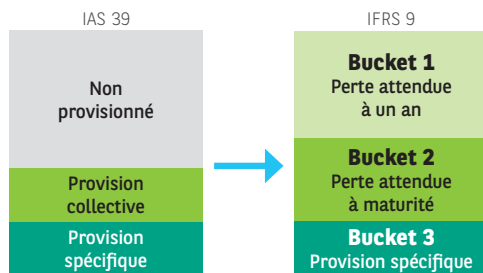 IAS 39
Non
provisionné
Provision
collective
Provision
spécifique
IFRS 9
Bucket 1
Perte attendue
à un an
Bucket 2
Perte attendue
à maturité
Bucket 3
Provision spécifique